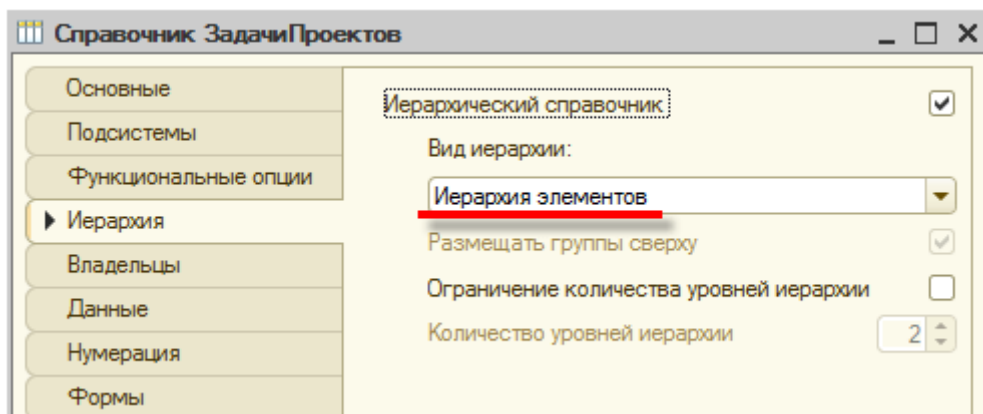 Справочник ЗадачиПроектов
Основные
Подсистемы
Функциональные опции
Иерархия
Владельцы
Данные
Нумерация
Формы
Иерархический справочник
Вид иерархии:
Иерархия элементов
Размещать группы сверху
Ограничение количества уровней иерархии
Количество уровней иерархии 2